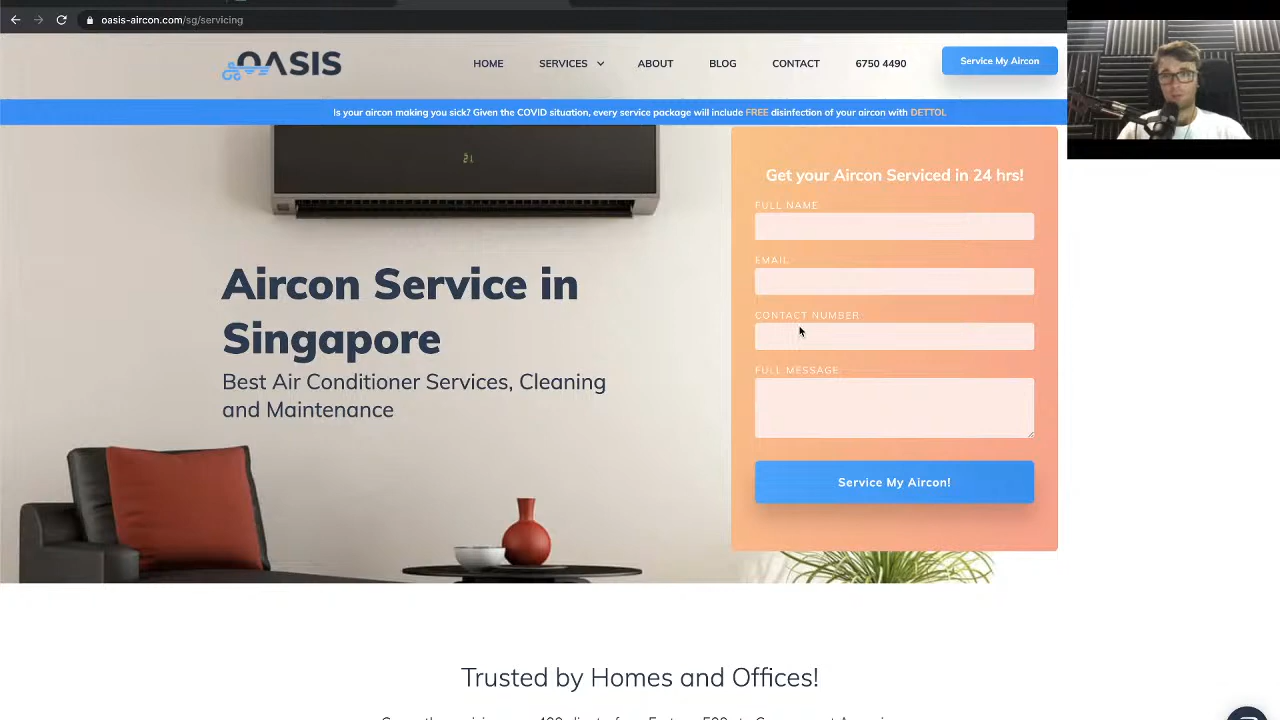 oasis-aircon.com/sg/servicing
OASIS
HOME
SERVICES
ABOUT
BLOG
CONTACT
6750 4490
Service My Aircon
Is your aircon making you sick? Given the COVID situation, every service package will include FREE disinfection of your aircon with DETTOL
21
Get your Aircon Serviced in 24 hrs!
FULL NAME
EMAIL
CONTACT NUMBER
FULL MESSAGE
Service My Aircon!
Aircon Service in
Singapore
Best Air Conditioner Services, Cleaning
and Maintenance
Trusted by Homes and Offices!